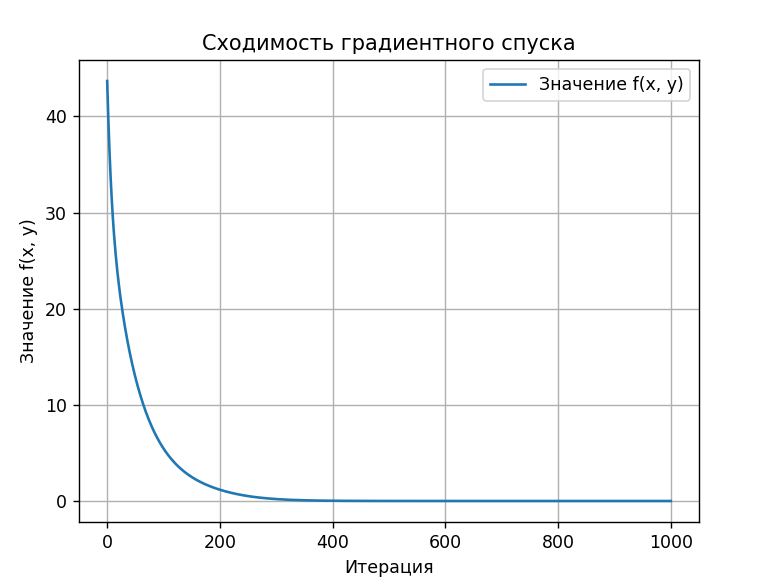 Сходимость градиентного спуска
Значение f(x, y)
40
30
20
10
0
Значение f(x, y)
0
200
400
600
800
1000
Итерация